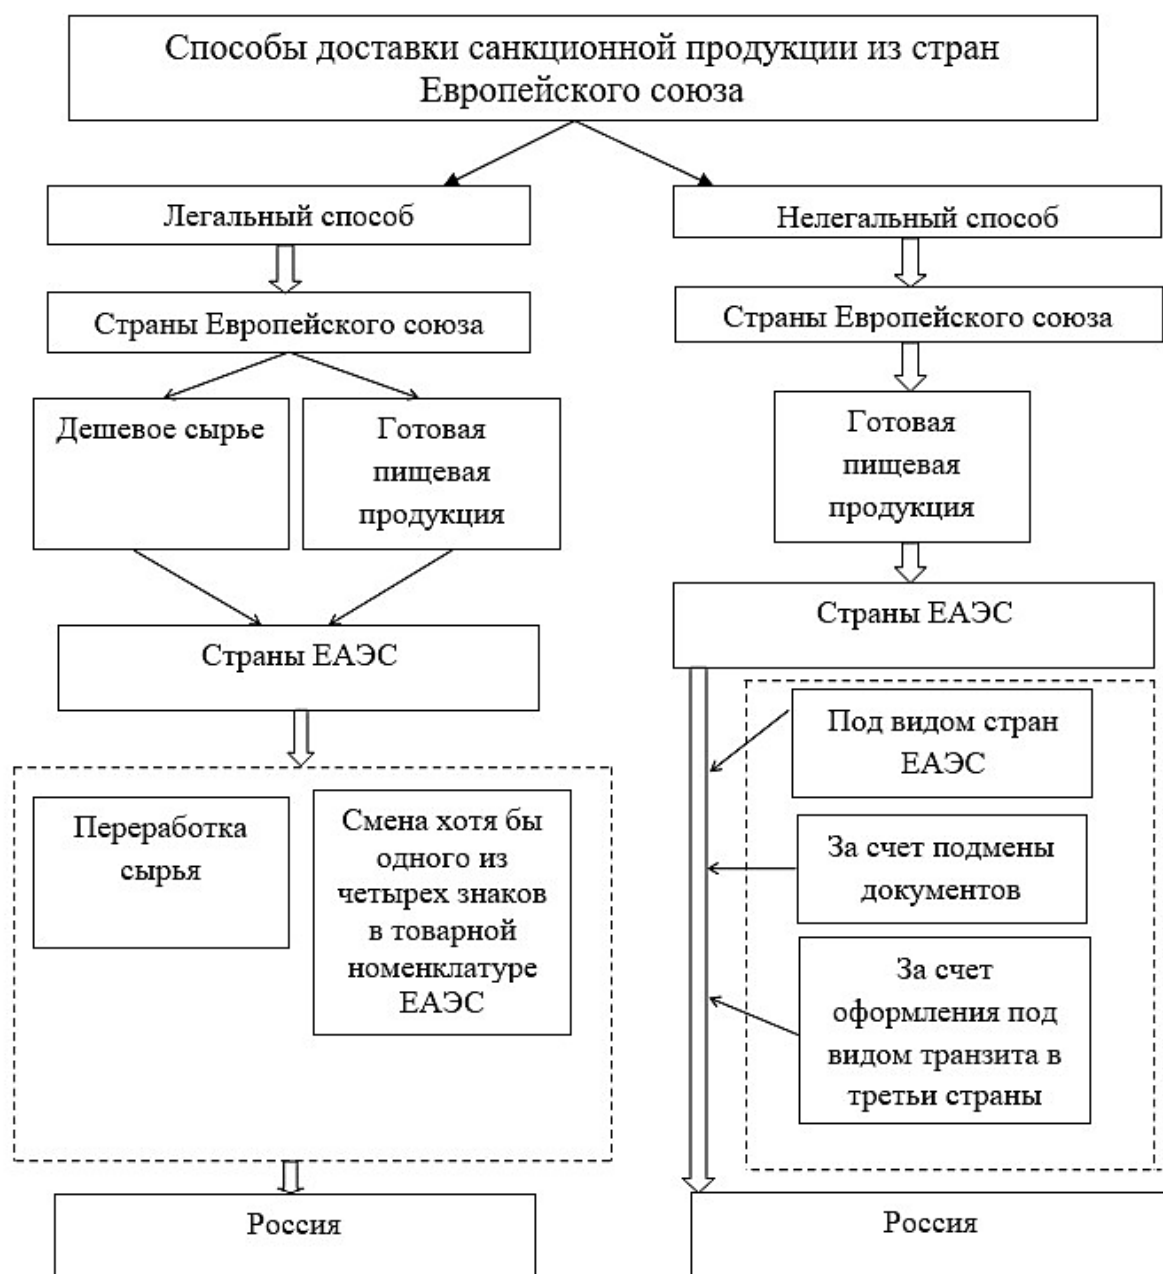 Способы доставки санкционной продукции из стран
Европейского союза
Легальный способ
Нелегальный способ
Страны Европейского союза
Страны Европейского союза
Дешевое сырье
Готовая
пищевая
продукция
Готовая
пищевая
продукция
Страны ЕАЭС
Страны ЕАЭС
Переработка
сырья
Смена хотя бы
одного из
четырех знаков
в товарной
номенклатуре
ЕАЭС
Под видом стран
ЕАЭС
За счет подмены
документов
За счет
оформления под
видом транзита в
третьи страны
Россия
Россия